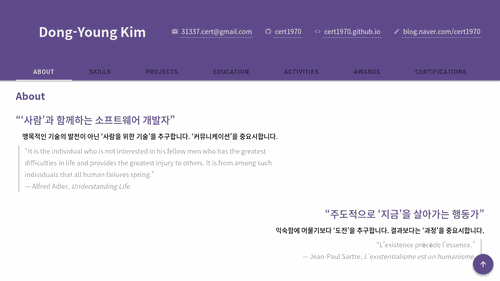 Dong-Young Kim
31337.cert@gmail.com
cert1970
cert1970.github.io
blog.naver.com/cert1970
ABOUT
SKILLS
PROJECTS
EDUCATION
ACTIVITIES
AWARDS
CERTIFICATIONS
About
“‘사람’과 함께하는 소프트웨어 개발자”
맹목적인 기술의 발전이 아닌 ‘사람을 위한 기술’을 추구합니다. ‘커뮤니케이션’을 중요시합니다.
“It is the individual who is not interested in his fellow men who has the greatest
difficulties in life and provides the greatest injury to others. It is from among such
individuals that all human failures spring.”
— Alfred Adler, Understanding Life
“주도적으로 ‘지금’을 살아가는 행동가”
익숙함에 머물기보다 ‘도전’을 추구합니다. 결과보다는 ‘과정’을 중요시합니다.
“L’existence précède l’essence.”
— Jean-Paul Sartre, L’existentialisme est un humanisme